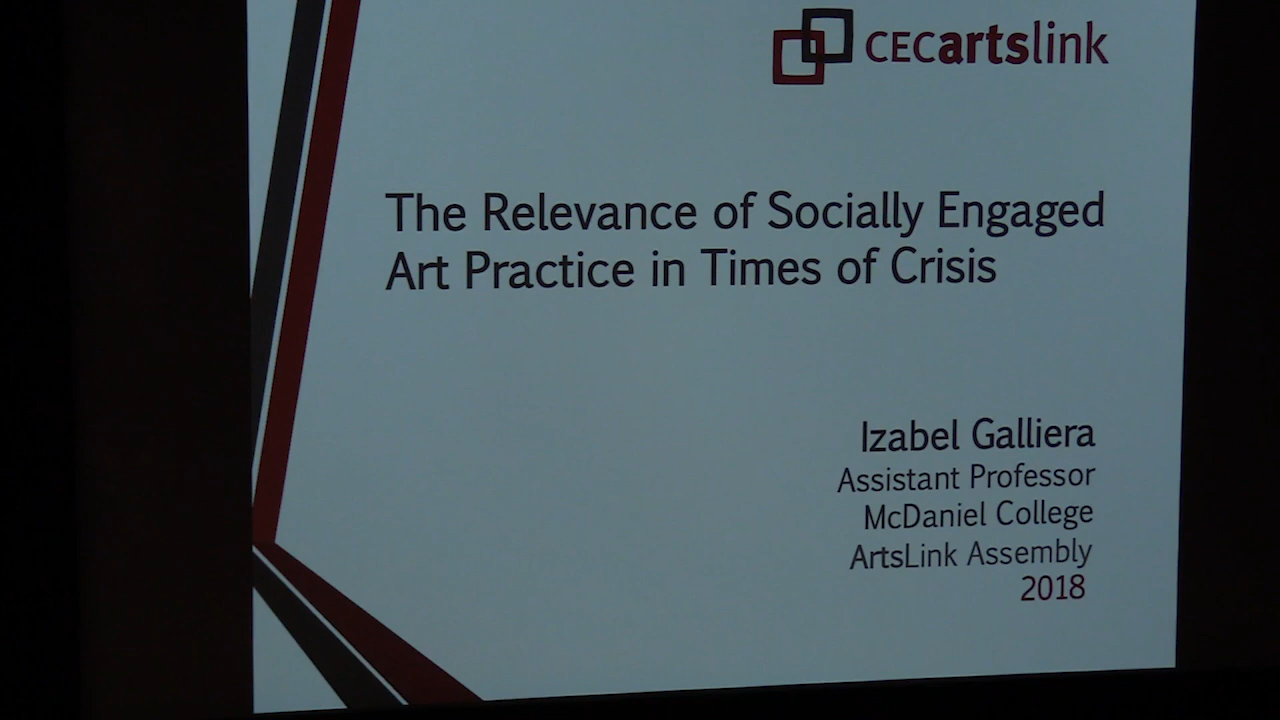 CECartslink
The Relevance of Socially Engaged
Art Practice in Times of Crisis
Izabel Galliera
Assistant Professor
McDaniel College
ArtsLink Assembly
2018